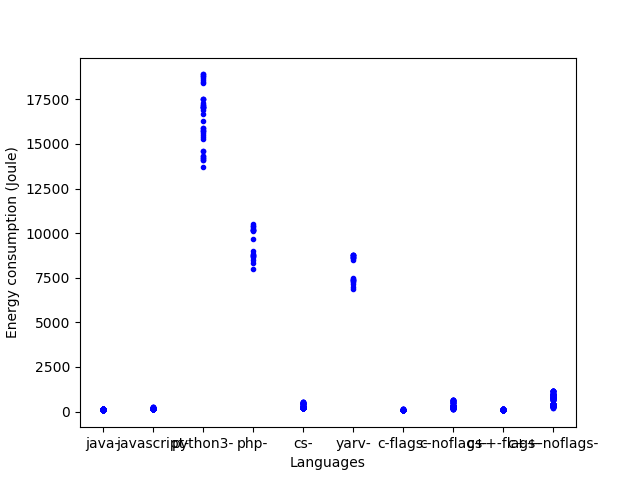 17500
15000
12500
10000
7500
5000
2500
0
Energy consumption (Joule)
java- javascript- python3- php- cs- yarv- c-flags- c-noflags- c++-flags- c++-noflags-
Languages